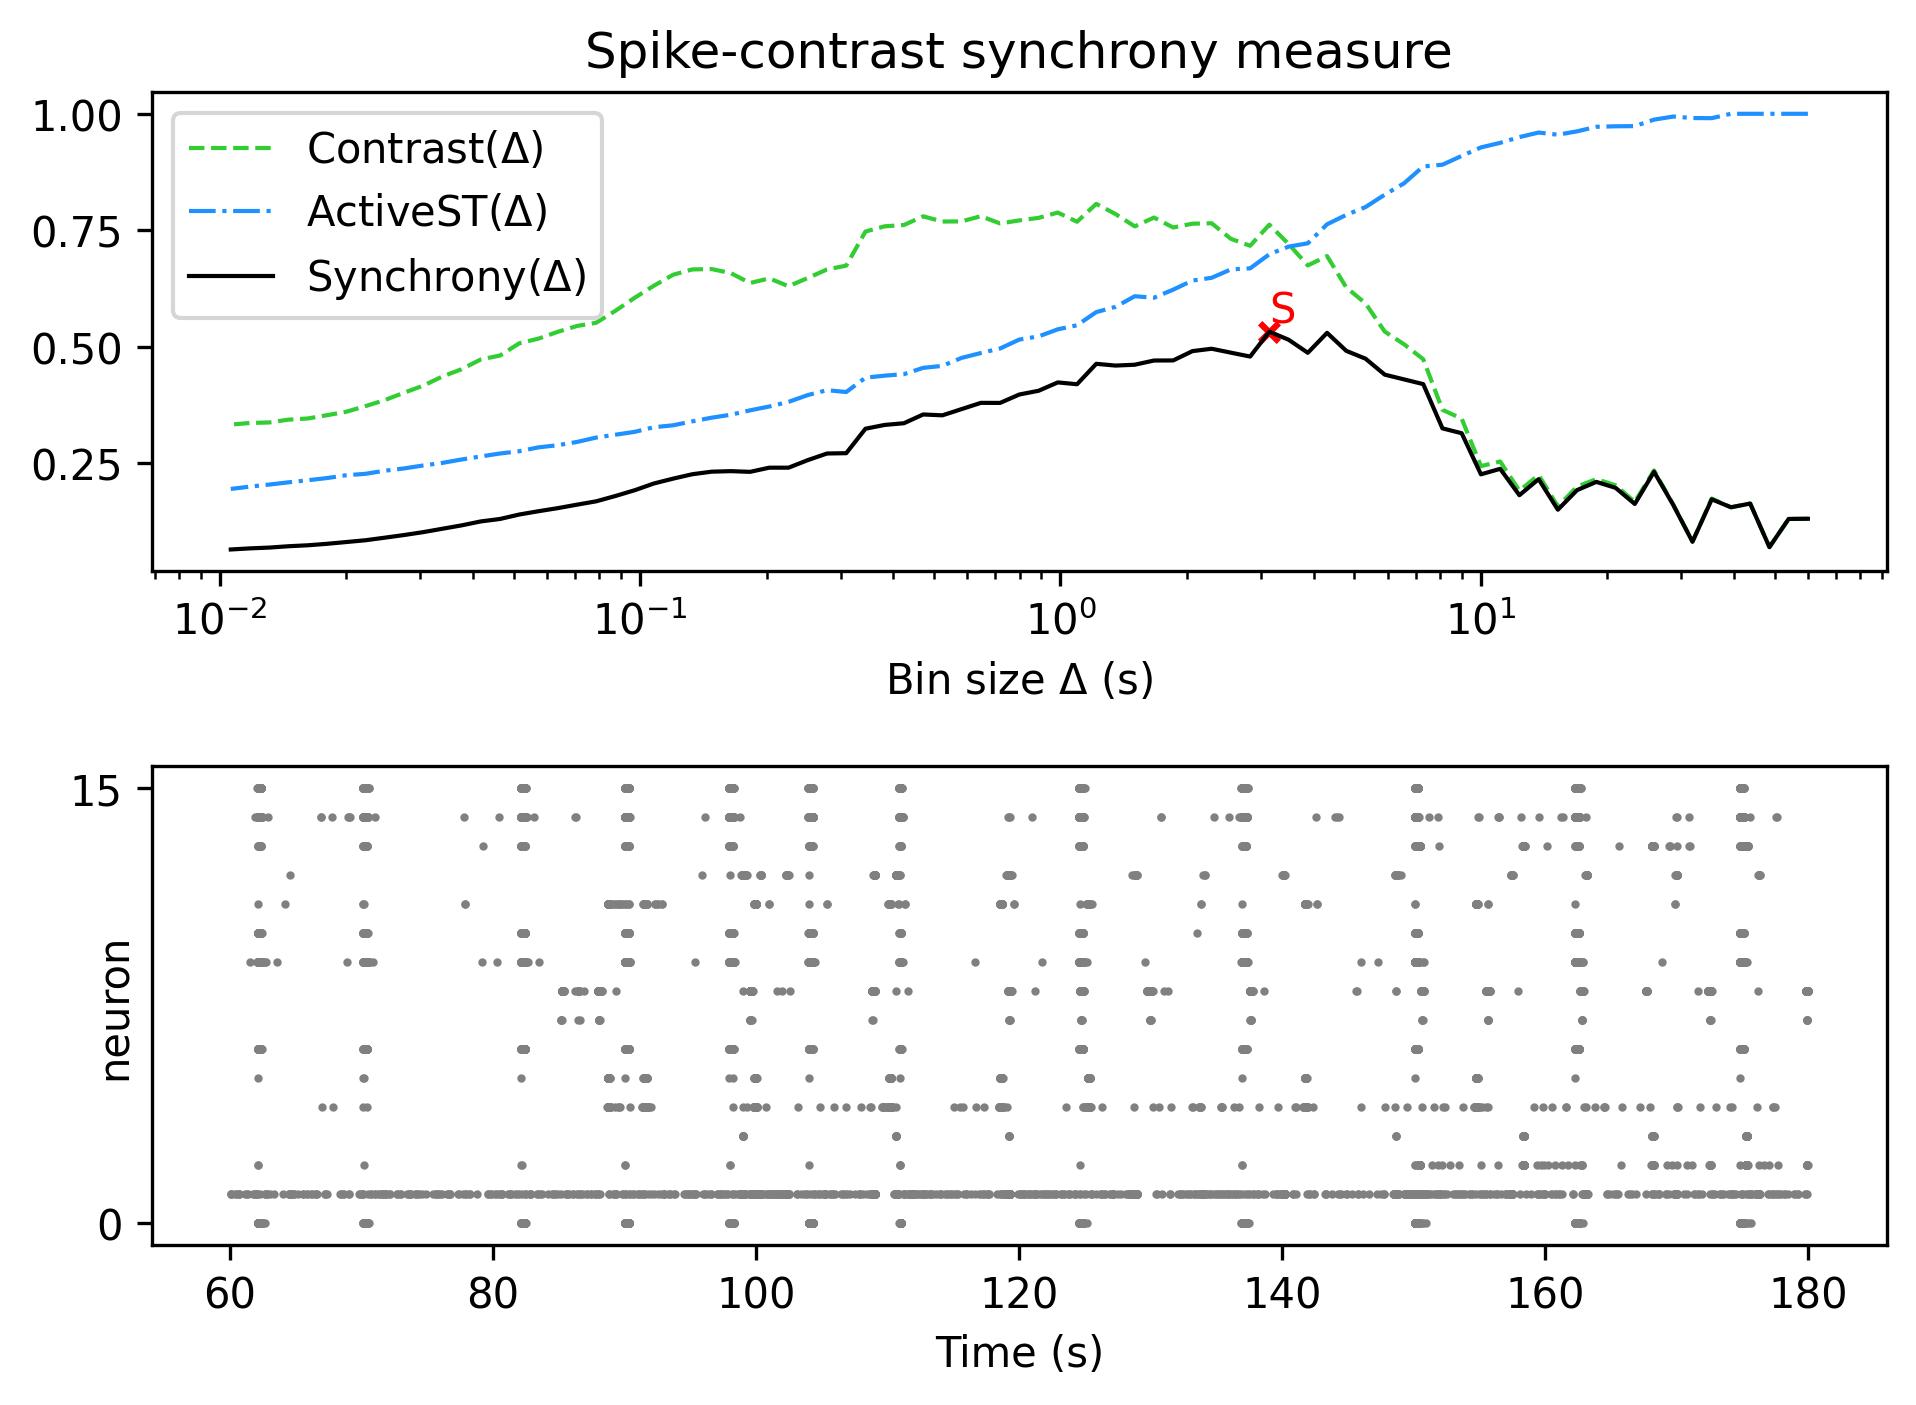 Spike-contrast synchrony measure
1.00
0.75
0.50
0.25
Contrast(Δ)
ActiveST(Δ)
Synchrony(Δ)
S
10⁻² 10⁻¹ 10⁰ 10¹
Bin size Δ (s)
15
0
neuron
60 80 100 120 140 160 180
Time (s)